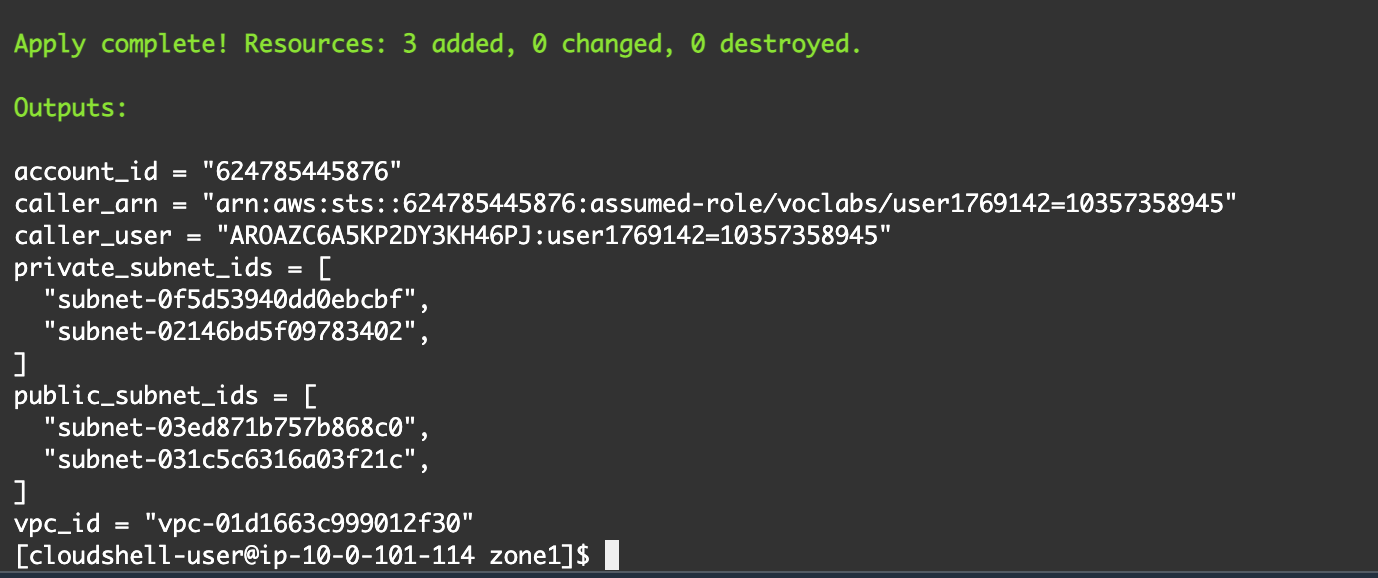 Apply complete! Resources: 3 added, 0 changed, 0 destroyed.
Outputs:
account_id = "624785445876"
caller_arn = "arn:aws:sts::624785445876:assumed-role/voclabs/user1769142=10357358945"
caller_user = "AROAZC6A5KP2DY3KH46PJ:user1769142=10357358945"
private_subnet_ids = [
  "subnet-0f5d53940dd0ebcbf",
  "subnet-02146bd5f09783402",
]
public_subnet_ids = [
  "subnet-03ed871b757b868c0",
  "subnet-031c5c6316a03f21c",
]
vpc_id = "vpc-01d1663c999012f30"
[cloudshell-user@ip-10-0-101-114 zone1]$